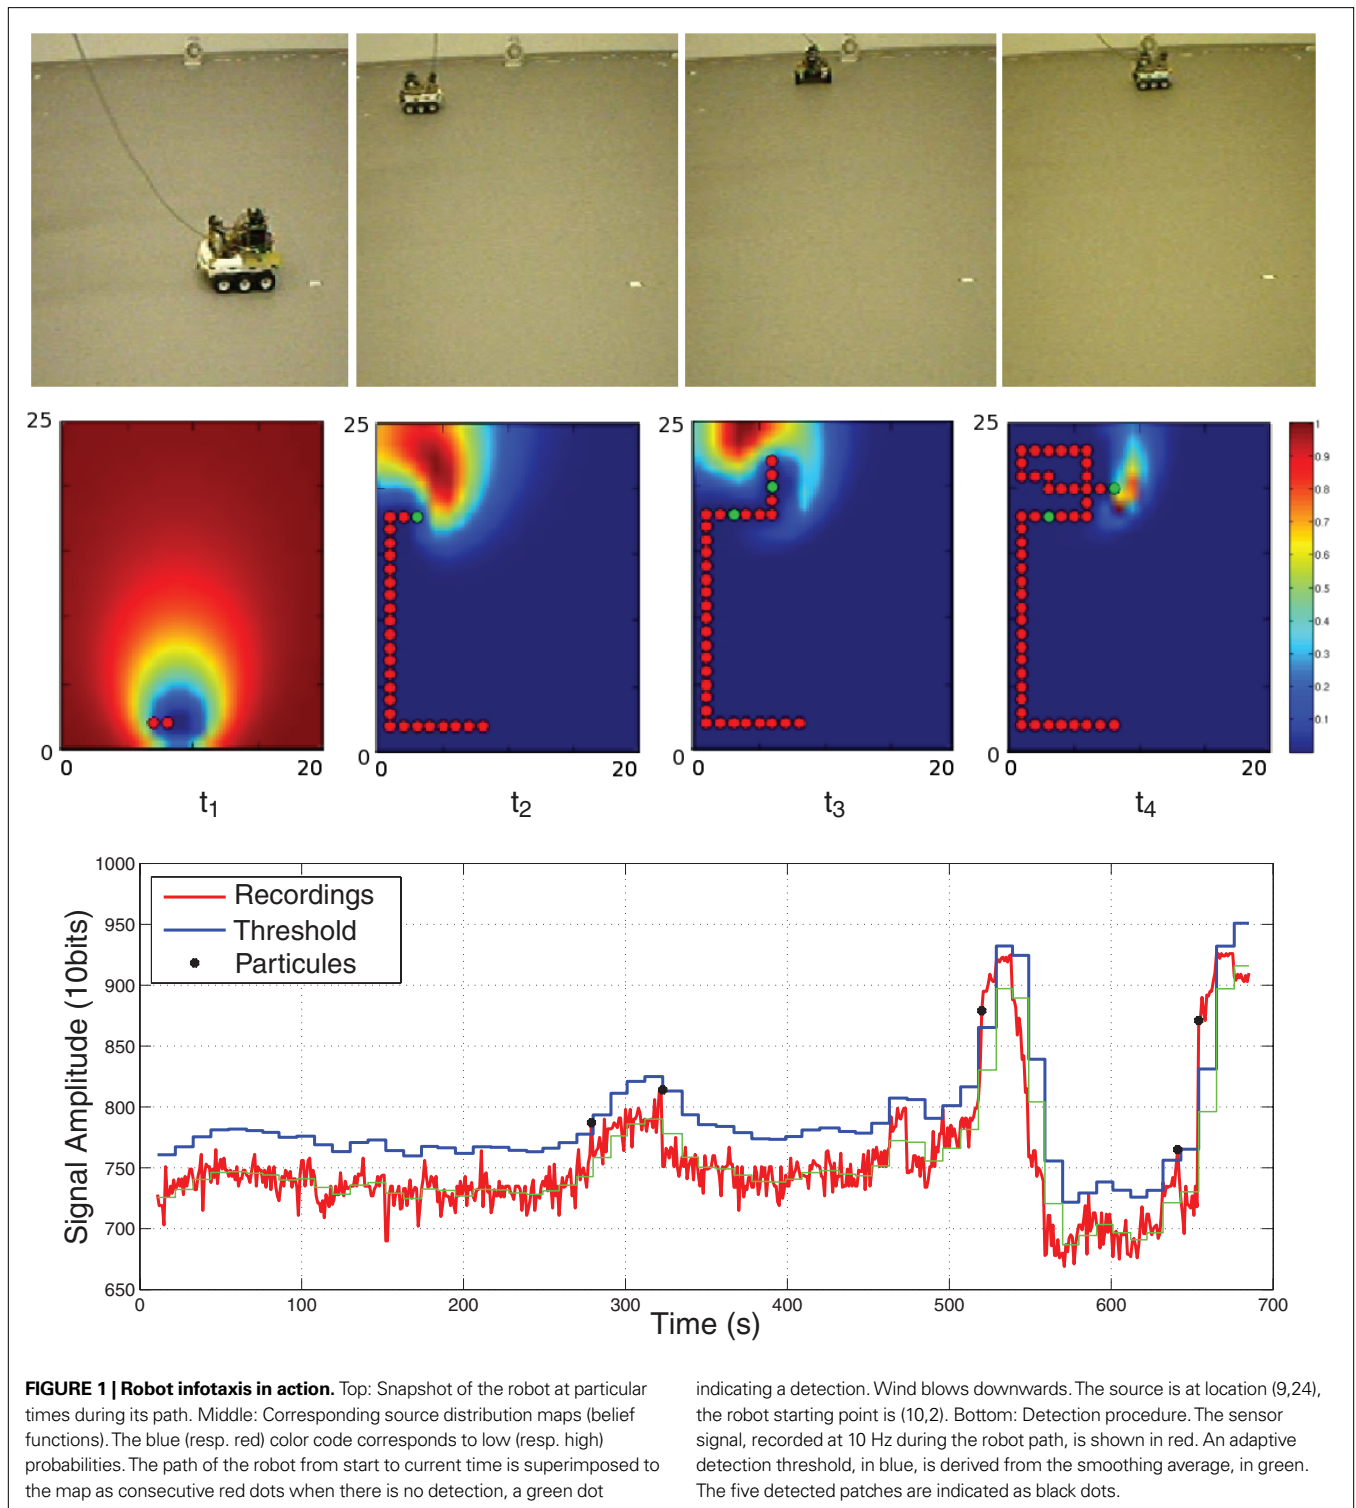 25
0
0
20
t1
25
0
0
20
t2
25
0
0
20
t3
25
0
0
20
t4
1
0.9
0.8
0.7
0.6
0.5
0.4
0.3
0.2
0.1
1000
950
900
850
800
750
700
650
Signal Amplitude (10bits)
Recordings
Threshold
Particules
0
100
200
300
400
500
600
700
Time (s)
FIGURE 1 | Robot infotaxis in action. Top: Snapshot of the robot at particular
times during its path. Middle: Corresponding source distribution maps (belief
functions). The blue (resp. red) color code corresponds to low (resp. high)
probabilities. The path of the robot from start to current time is superimposed to
the map as consecutive red dots when there is no detection, a green dot
indicating a detection. Wind blows downwards. The source is at location (9,24),
the robot starting point is (10,2). Bottom: Detection procedure. The sensor
signal, recorded at 10 Hz during the robot path, is shown in red. An adaptive
detection threshold, in blue, is derived from the smoothing average, in green.
The five detected patches are indicated as black dots.